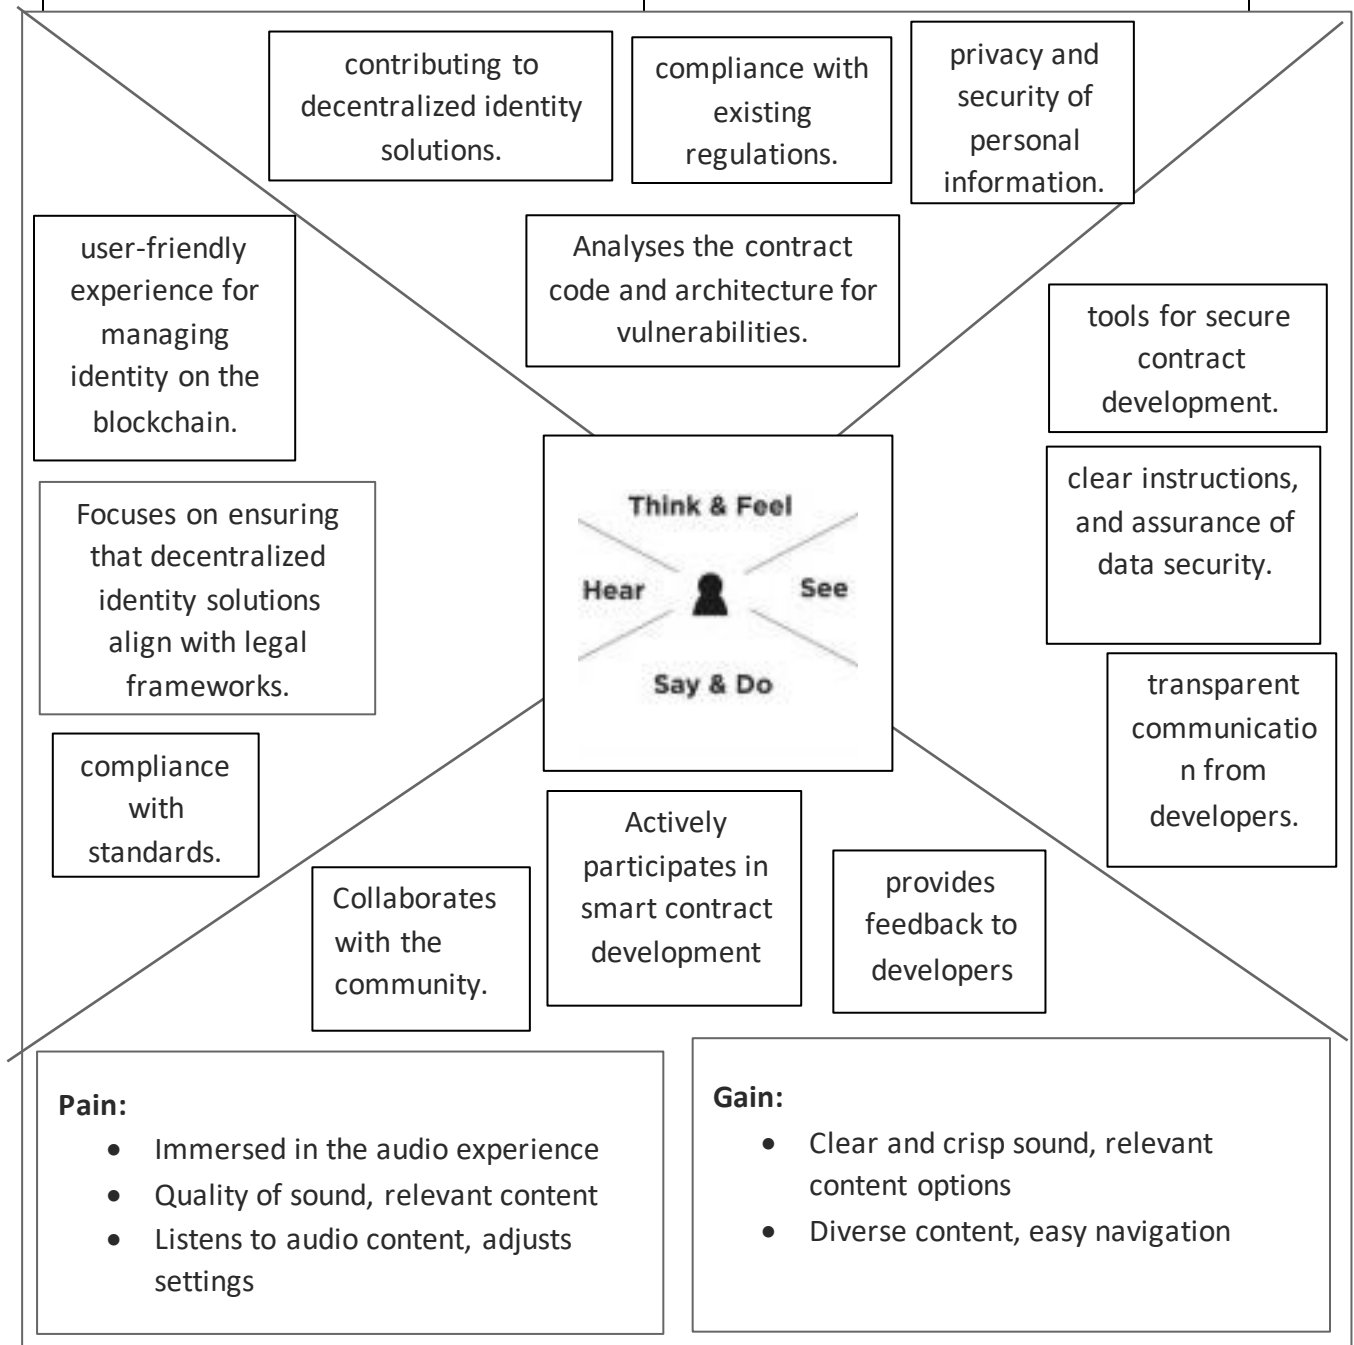 contributing to
decentralized identity
solutions.
compliance with
existing
regulations.
privacy and
security of
personal
information.
Analyses the contract
code and architecture for
vulnerabilities.
user-friendly
experience for
managing
identity on the
blockchain.
Focuses on ensuring
that decentralized
identity solutions
align with legal
frameworks.
compliance
with
standards.
Think & Feel
Hear
See
Say & Do
tools for secure
contract
development.
clear instructions,
and assurance of
data security.
transparent
communicatio
n from
developers.
Collaborates
with the
community.
Actively
participates in
smart contract
development
provides
feedback to
developers
Pain:
• Immersed in the audio experience
• Quality of sound, relevant content
• Listens to audio content, adjusts
settings
Gain:
• Clear and crisp sound, relevant
content options
• Diverse content, easy navigation